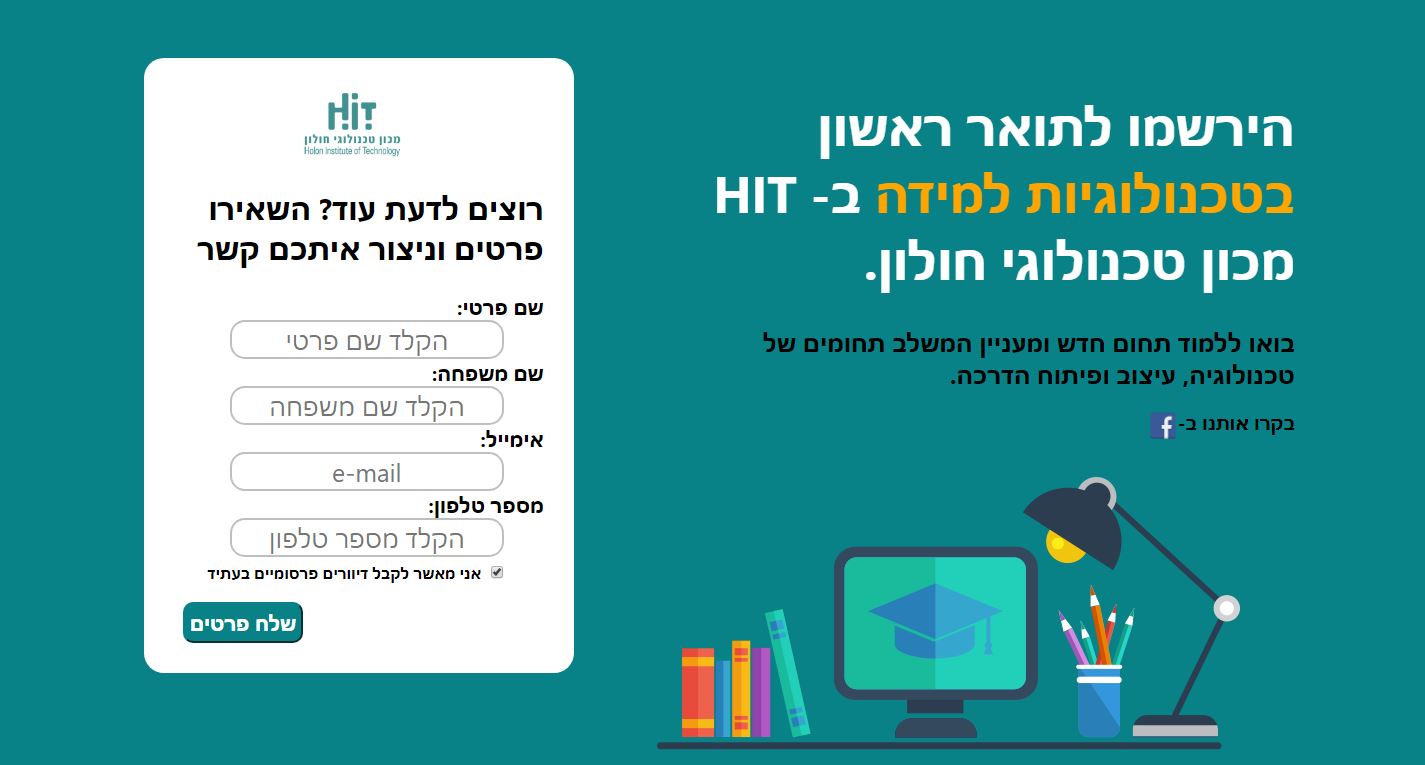 הירשמו לתואר ראשון
בטכנולוגיות למידה ב- HIT
מכון טכנולוגי חולון.
בואו ללמוד תחום חדש ומעניין המשלב תחומים של
טכנולוגיה, עיצוב ופיתוח הדרכה.
בקרו אותנו ב- f
HiT
מכון טכנולוגי חולון
Holon Institute of Technology
רוצים לדעת עוד? השאירו
פרטים וניצור איתכם קשר
שם פרטי:
הקלד שם פרטי
שם משפחה:
הקלד שם משפחה
אימייל:
e-mail
מספר טלפון:
הקלד מספר טלפון
אני מאשר לקבל דיוורים פרסומיים בעתיד
שלח פרטים